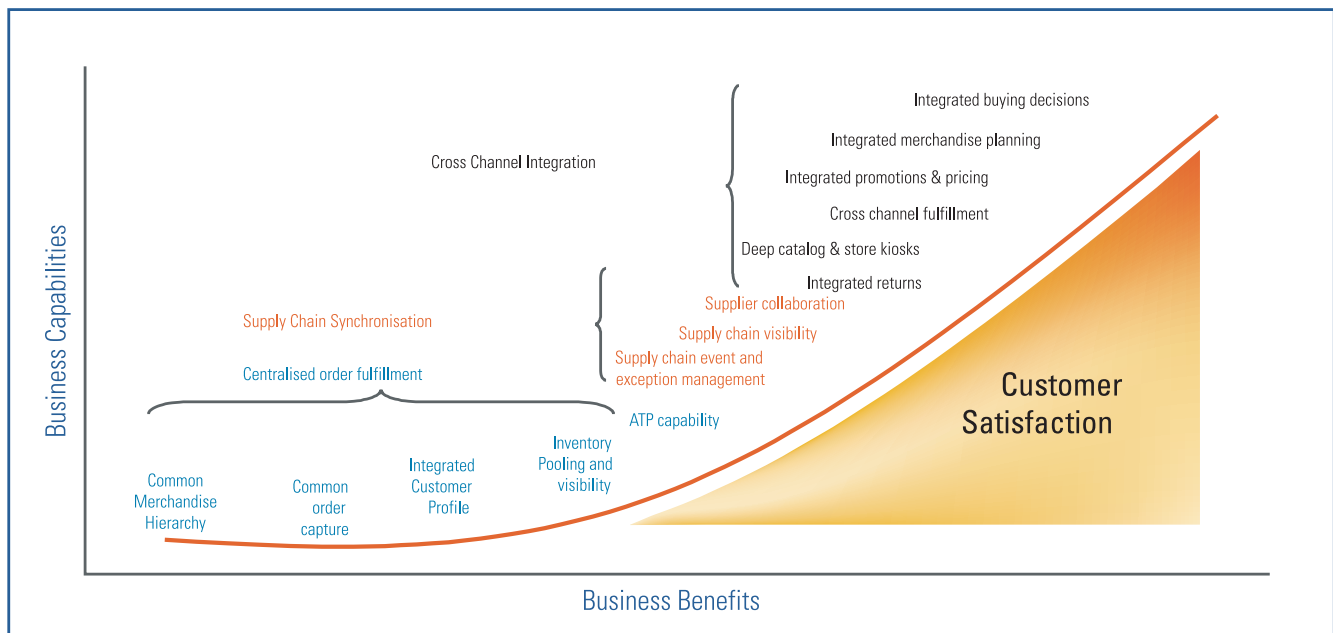 Integrated buying decisions
Integrated merchandise planning
Cross Channel Integration
Integrated promotions & pricing
Cross channel fulfillment
Deep catalog & store kiosks
Integrated returns
Supplier collaboration
Supply Chain Synchronisation
Supply chain visibility
Supply chain event and
exception management
Centralised order fulfillment
ATP capability
Inventory
Pooling and
visibility
Integrated
Customer
Profile
Common
order
capture
Common
Merchandise
Hierarchy
Customer
Satisfaction
Business Capabilities
Business Benefits